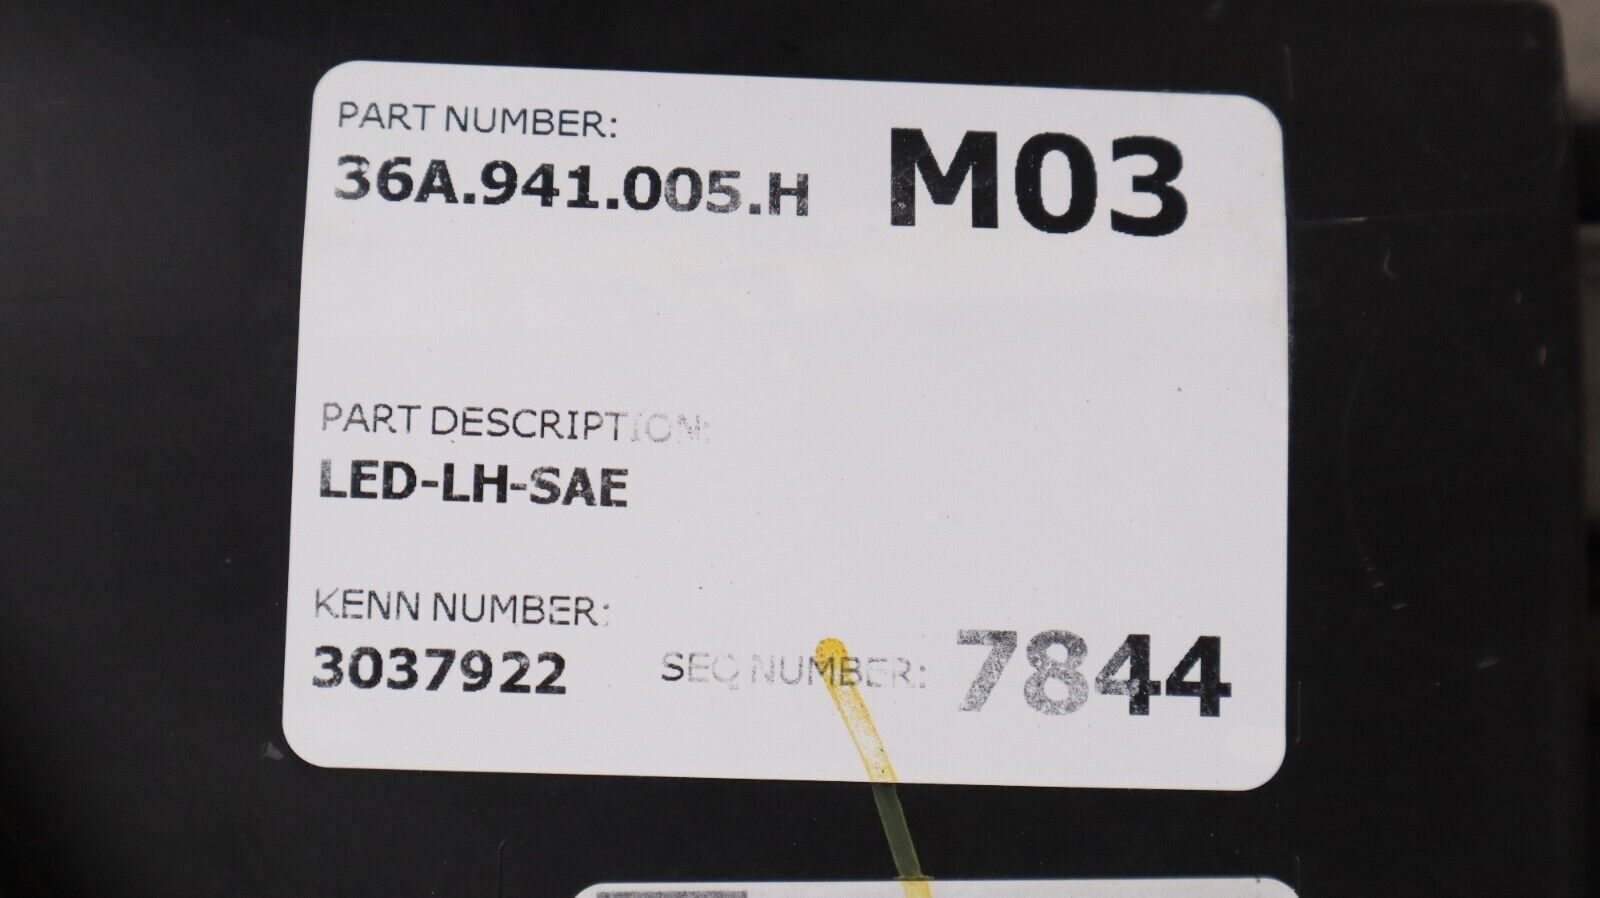 PART NUMBER:
36A.941.005.H M03
PART DESCRIPTION:
LED-LH-SAE
KENN NUMBER:
3037922 SEQ NUMBER: 7844